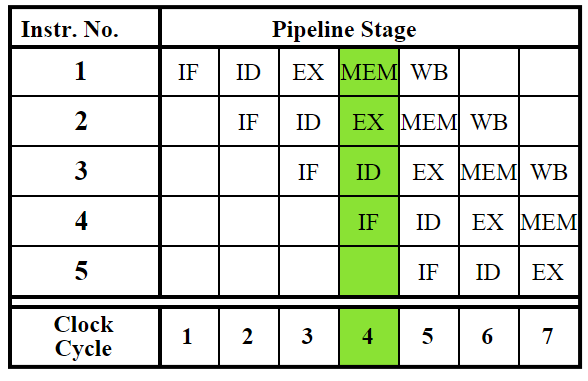 Instr. No. Pipeline Stage
1 IF ID EX MEM WB
2 IF ID EX MEM WB
3 IF ID EX MEM WB
4 IF ID EX MEM
5 IF ID EX
Clock
Cycle 1 2 3 4 5 6 7